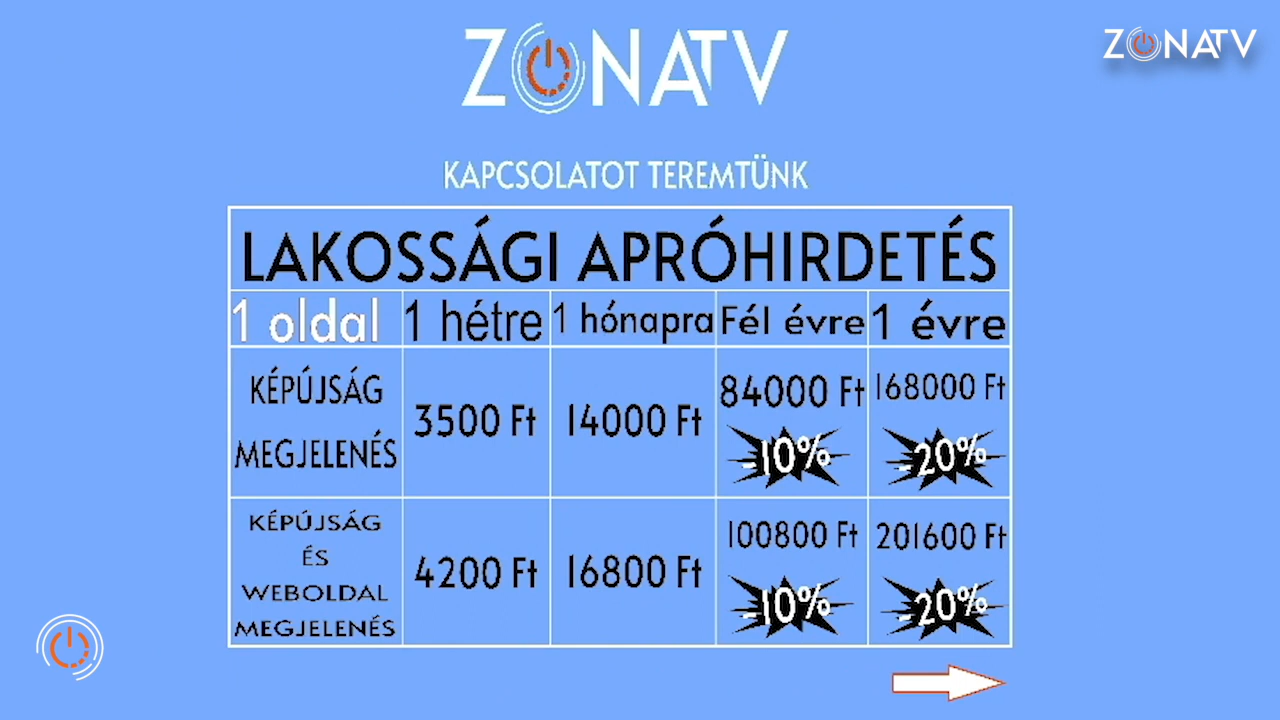 ZONATV
ZONATV
KAPCSOLATOT TEREMTÜNK
LAKOSSÁGI APRÓHIRDETÉS
1 oldal 1 hétre 1 hónapra Fél évre 1 évre
KÉPÚJSÁG
MEGJELENÉS
3500 Ft 14000 Ft 84000 Ft 168000 Ft
-10% -20%
KÉPÚJSÁG
ÉS
WEBOLDAL
MEGJELENÉS
4200 Ft 16800 Ft 100800 Ft 201600 Ft
-10% -20%